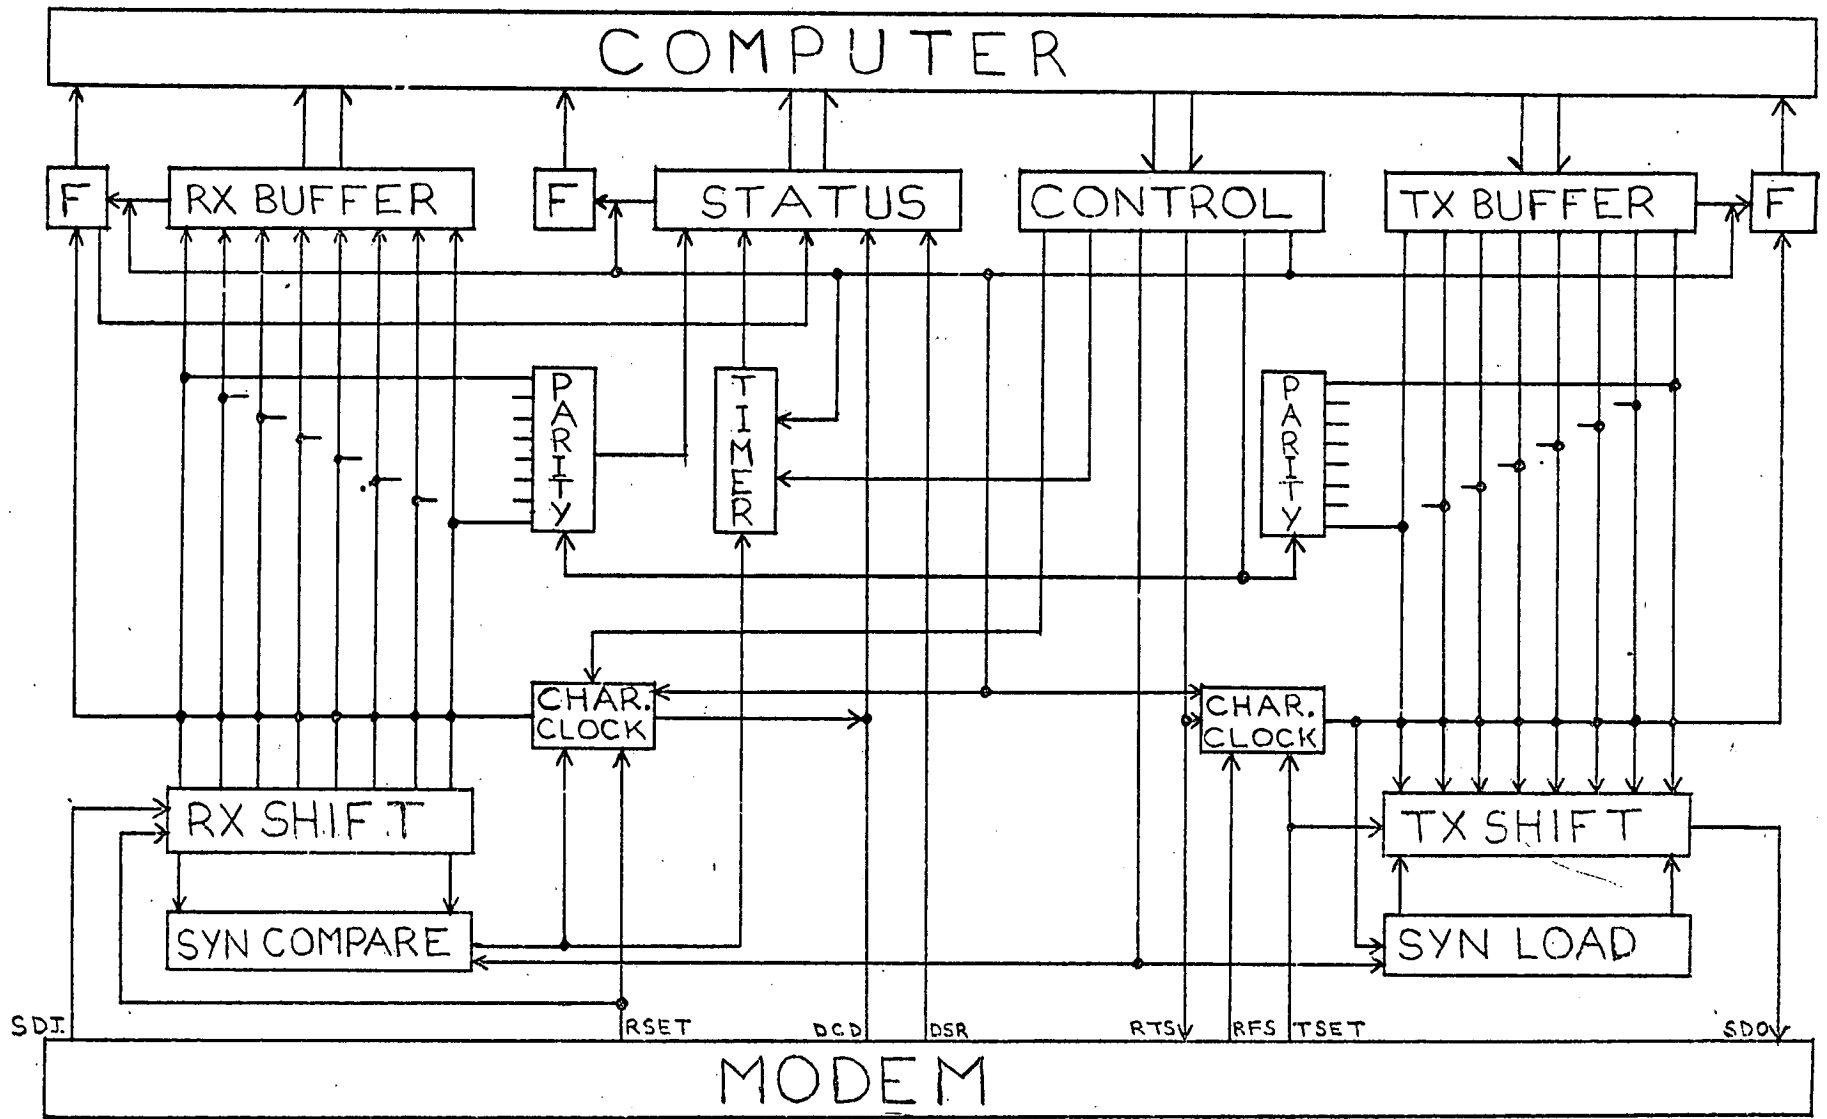 COMPUTER
F
RX BUFFER
F
STATUS
CONTROL
TX BUFFER
F
PARITY
TIMER
PARITY
CHAR.
CLOCK
CHAR.
CLOCK
RX SHIFT
TX SHIFT
SYN COMPARE
SYN LOAD
SDI
RSET
DCD
DSR
RTS
RFS
TSET
SDO
MODEM